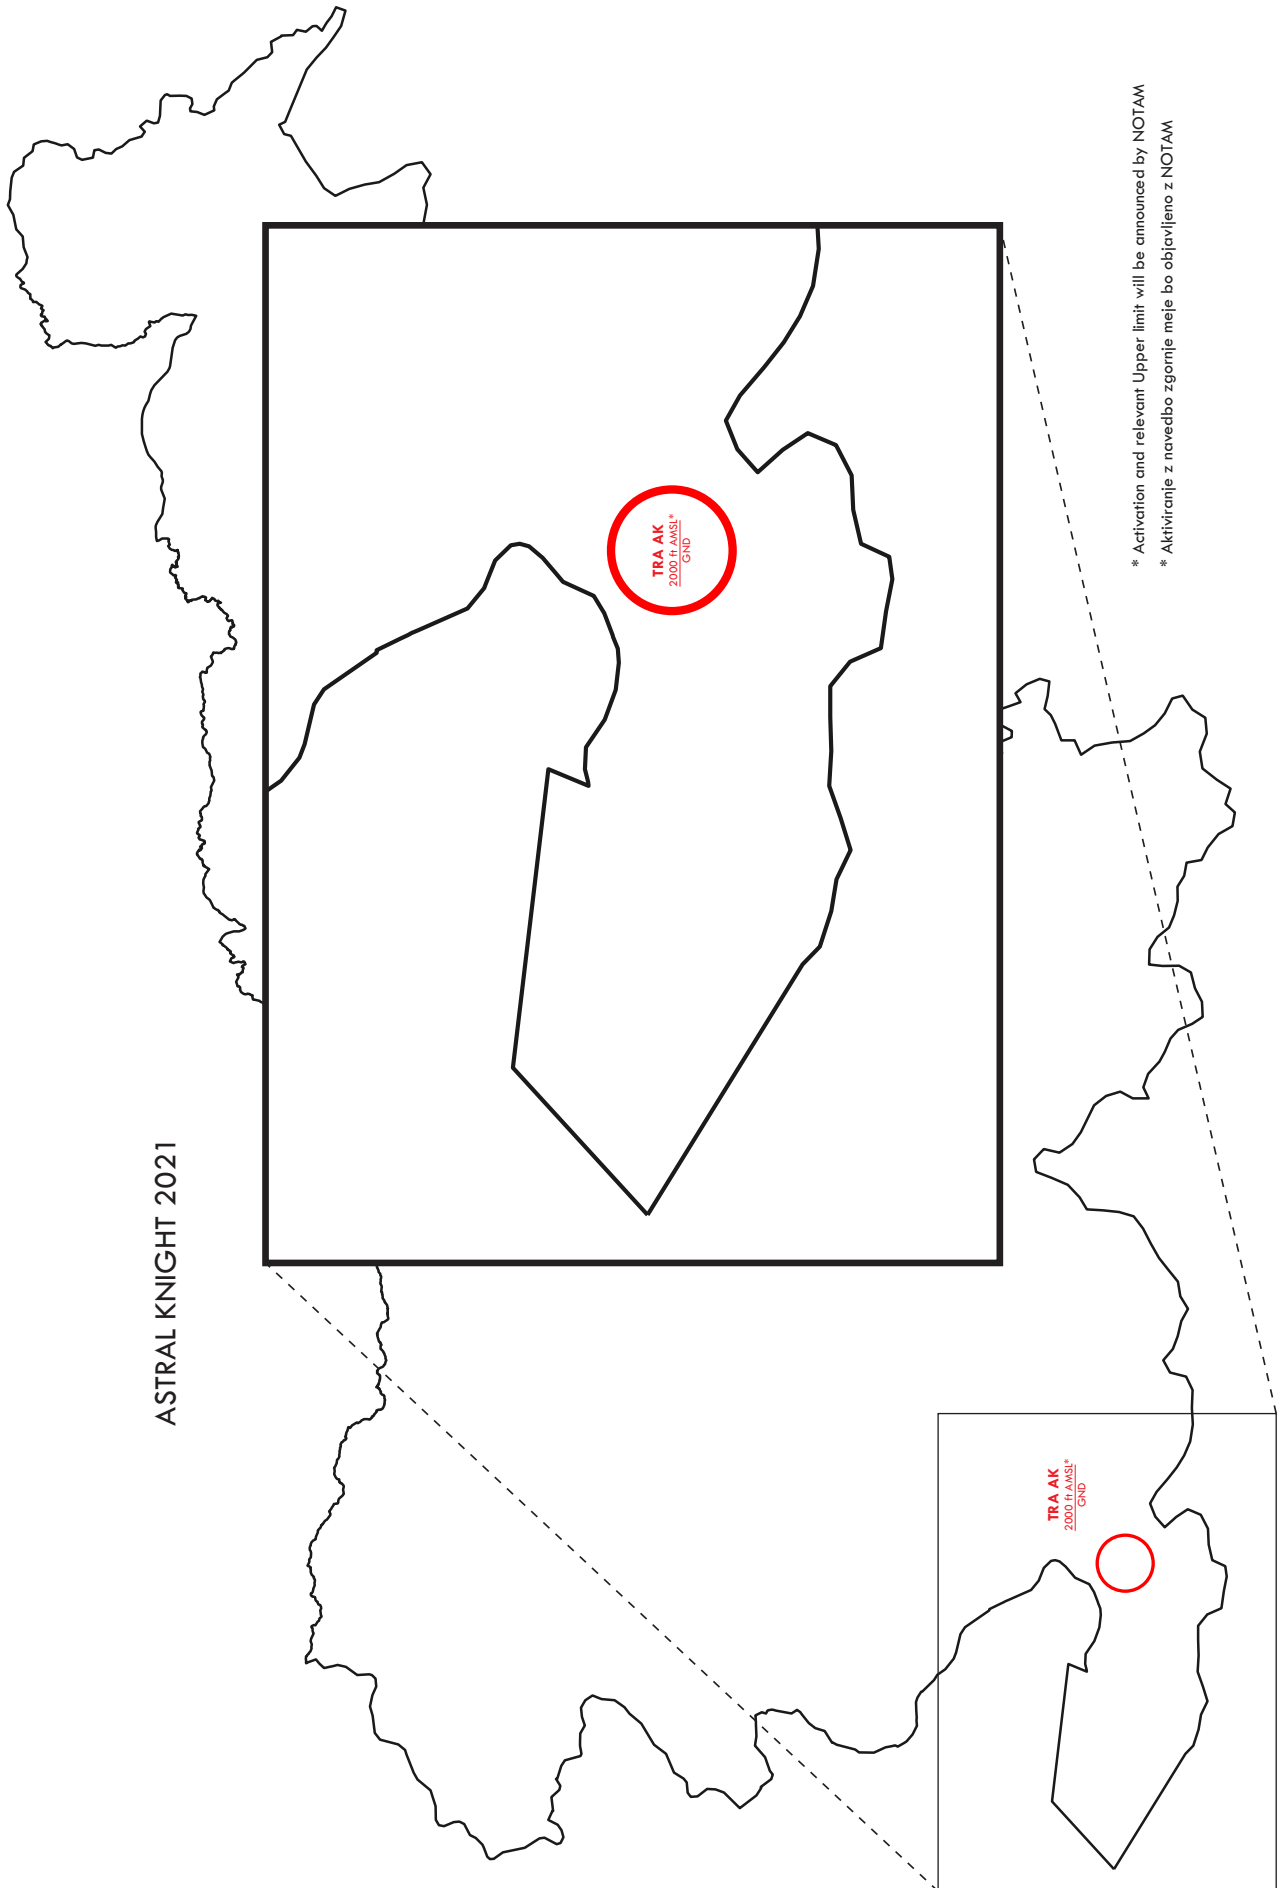 ASTRAL KNIGHT 2021
TRA AK
2000 ft AMSL*
GND
TRA AK
2000 ft AMSL*
GND
* Activation and relevant Upper limit will be announced by NOTAM
* Aktiviranje z navedbo zgornje meje bo objavljeno z NOTAM